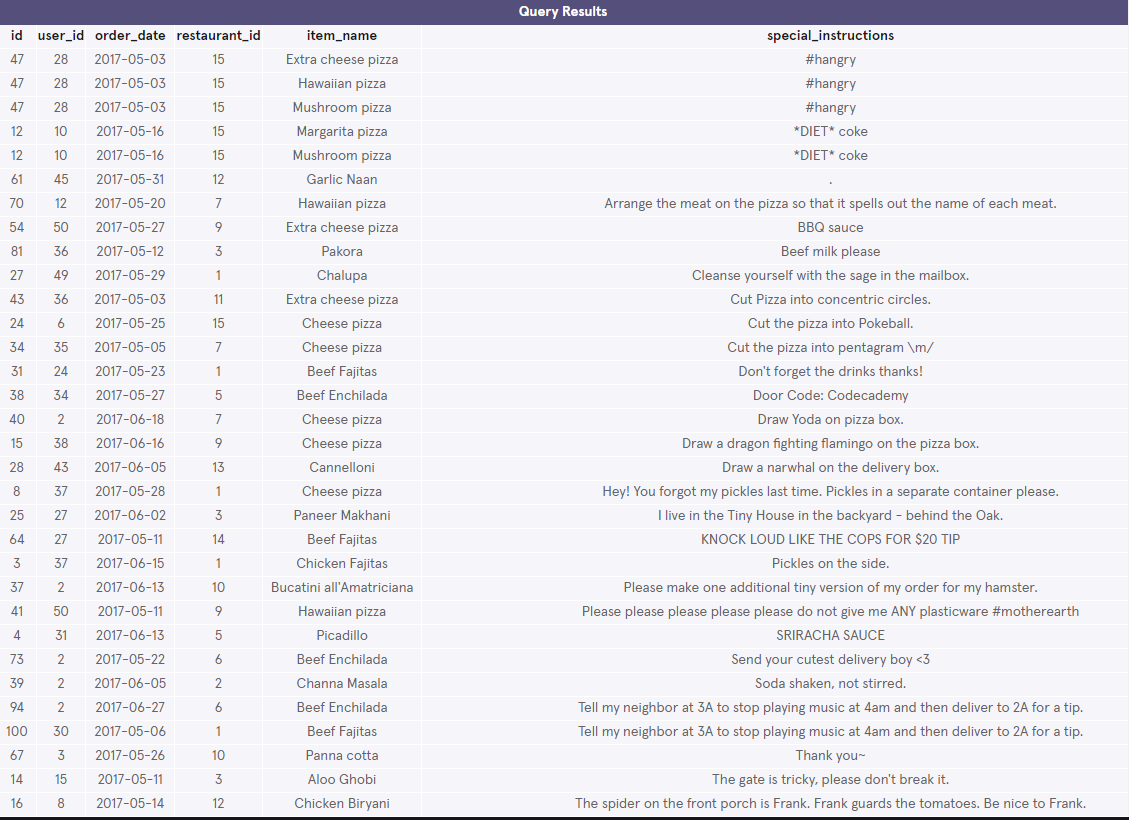 Query Results
id user_id order_date restaurant_id item_name special_instructions
47 28 2017-05-03 15 Extra cheese pizza #hangry
47 28 2017-05-03 15 Hawaiian pizza #hangry
47 28 2017-05-03 15 Mushroom pizza #hangry
12 10 2017-05-16 15 Margarita pizza *DIET* coke
12 10 2017-05-16 15 Mushroom pizza *DIET* coke
61 45 2017-05-31 12 Garlic Naan .
70 12 2017-05-20 7 Hawaiian pizza Arrange the meat on the pizza so that it spells out the name of each meat.
54 50 2017-05-27 9 Extra cheese pizza BBQ sauce
81 36 2017-05-12 3 Pakora Beef milk please
27 49 2017-05-29 1 Chalupa Cleanse yourself with the sage in the mailbox.
43 36 2017-05-03 11 Extra cheese pizza Cut Pizza into concentric circles.
24 6 2017-05-25 15 Cheese pizza Cut the pizza into Pokeball.
34 35 2017-05-05 7 Cheese pizza Cut the pizza into pentagram \m/
31 24 2017-05-23 1 Beef Fajitas Don't forget the drinks thanks!
38 34 2017-05-27 5 Beef Enchilada Door Code: Codecademy
40 2 2017-06-18 7 Cheese pizza Draw Yoda on pizza box.
15 38 2017-06-16 9 Cheese pizza Draw a dragon fighting flamingo on the pizza box.
28 43 2017-06-05 13 Cannelloni Draw a narwhal on the delivery box.
8 37 2017-05-28 1 Cheese pizza Hey! You forgot my pickles last time. Pickles in a separate container please.
25 27 2017-06-02 3 Paneer Makhani I live in the Tiny House in the backyard - behind the Oak.
64 27 2017-05-11 14 Beef Fajitas KNOCK LOUD LIKE THE COPS FOR $20 TIP
3 37 2017-06-15 1 Chicken Fajitas Pickles on the side.
37 2 2017-06-13 10 Bucatini all'Amatriciana Please make one additional tiny version of my order for my hamster.
41 50 2017-05-11 9 Hawaiian pizza Please please please please please do not give me ANY plasticware #motherearth
4 31 2017-06-13 5 Picadillo SRIRACHA SAUCE
73 2 2017-05-22 6 Beef Enchilada Send your cutest delivery boy <3
39 2 2017-06-05 2 Channa Masala Soda shaken, not stirred.
94 2 2017-06-27 6 Beef Enchilada Tell my neighbor at 3A to stop playing music at 4am and then deliver to 2A for a tip.
100 30 2017-05-06 1 Beef Fajitas Tell my neighbor at 3A to stop playing music at 4am and then deliver to 2A for a tip.
67 3 2017-05-26 10 Panna cotta Thank you~
14 15 2017-05-11 3 Aloo Ghobi The gate is tricky, please don't break it.
16 8 2017-05-14 12 Chicken Biryani The spider on the front porch is Frank. Frank guards the tomatoes. Be nice to Frank.